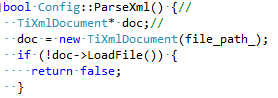 bool Config::ParseXml() {//
  TiXmlDocument* doc;//
  doc = new TiXmlDocument(file_path_);
  if (!doc->LoadFile()) {
    return false;
  }